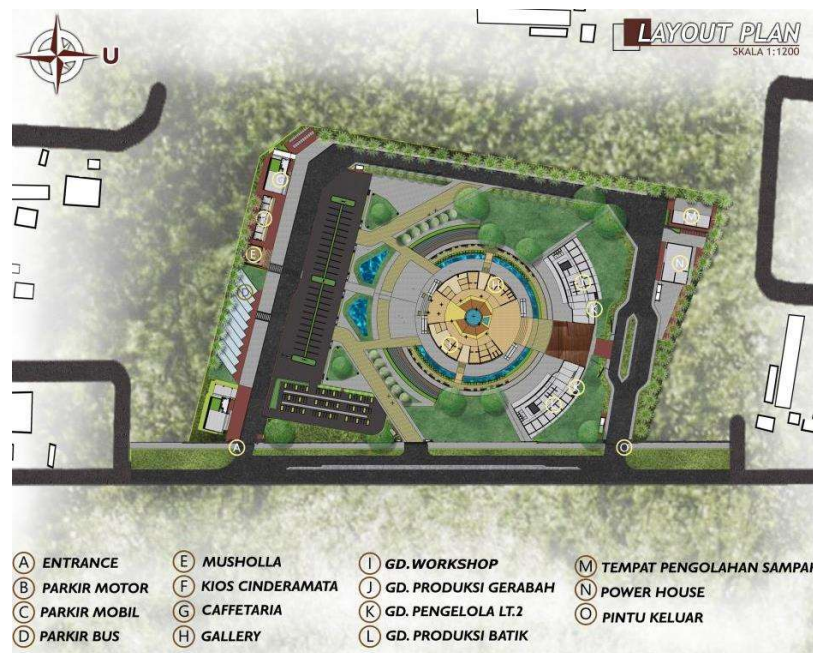 LAYOUT PLAN
SKALA 1:1200
U
M
N
E
D
H
K
A
O
A ENTRANCE
B PARKIR MOTOR
C PARKIR MOBIL
D PARKIR BUS
E MUSHOLLA
F KIOS CINDERAMATA
G CAFFETARIA
H GALLERY
I GD.WORKSHOP
J GD. PRODUKSI GERABAH
K GD. PENGELOLA LT.2
L GD. PRODUKSI BATIK
M TEMPAT PENGOLAHAN SAMPAH
N POWER HOUSE
O PINTU KELUAR